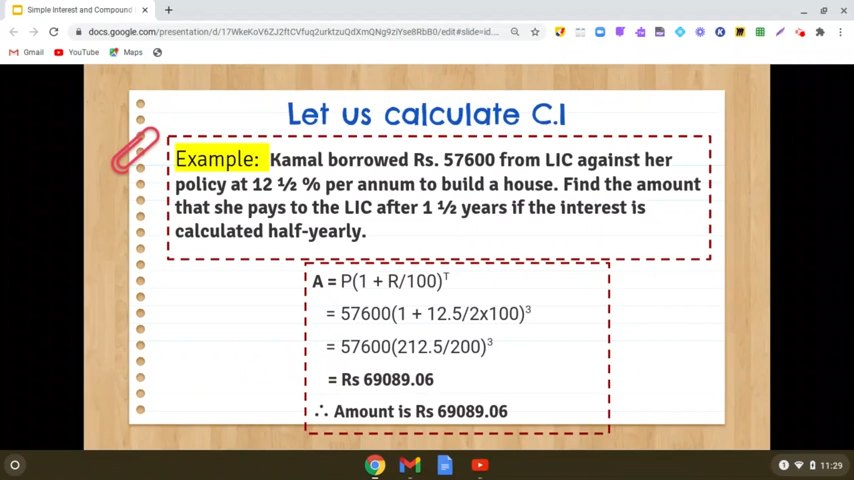 Simple Interest and Compound
docs.google.com/presentation/d/17WkeKoV6ZJ2ftCVfuq2urktzuQdXmQNg9ziYse8RbB0/edit#slide=id....
Gmail YouTube Maps
Let us calculate C.I
Example: Kamal borrowed Rs. 57600 from LIC against her
policy at 12 ½ % per annum to build a house. Find the amount
that she pays to the LIC after 1 ½ years if the interest is
calculated half-yearly.
A = P(1 + R/100)ᵀ
= 57600(1 + 12.5/2x100)³
= 57600(212.5/200)³
= Rs 69089.06
∴ Amount is Rs 69089.06
1 11:29